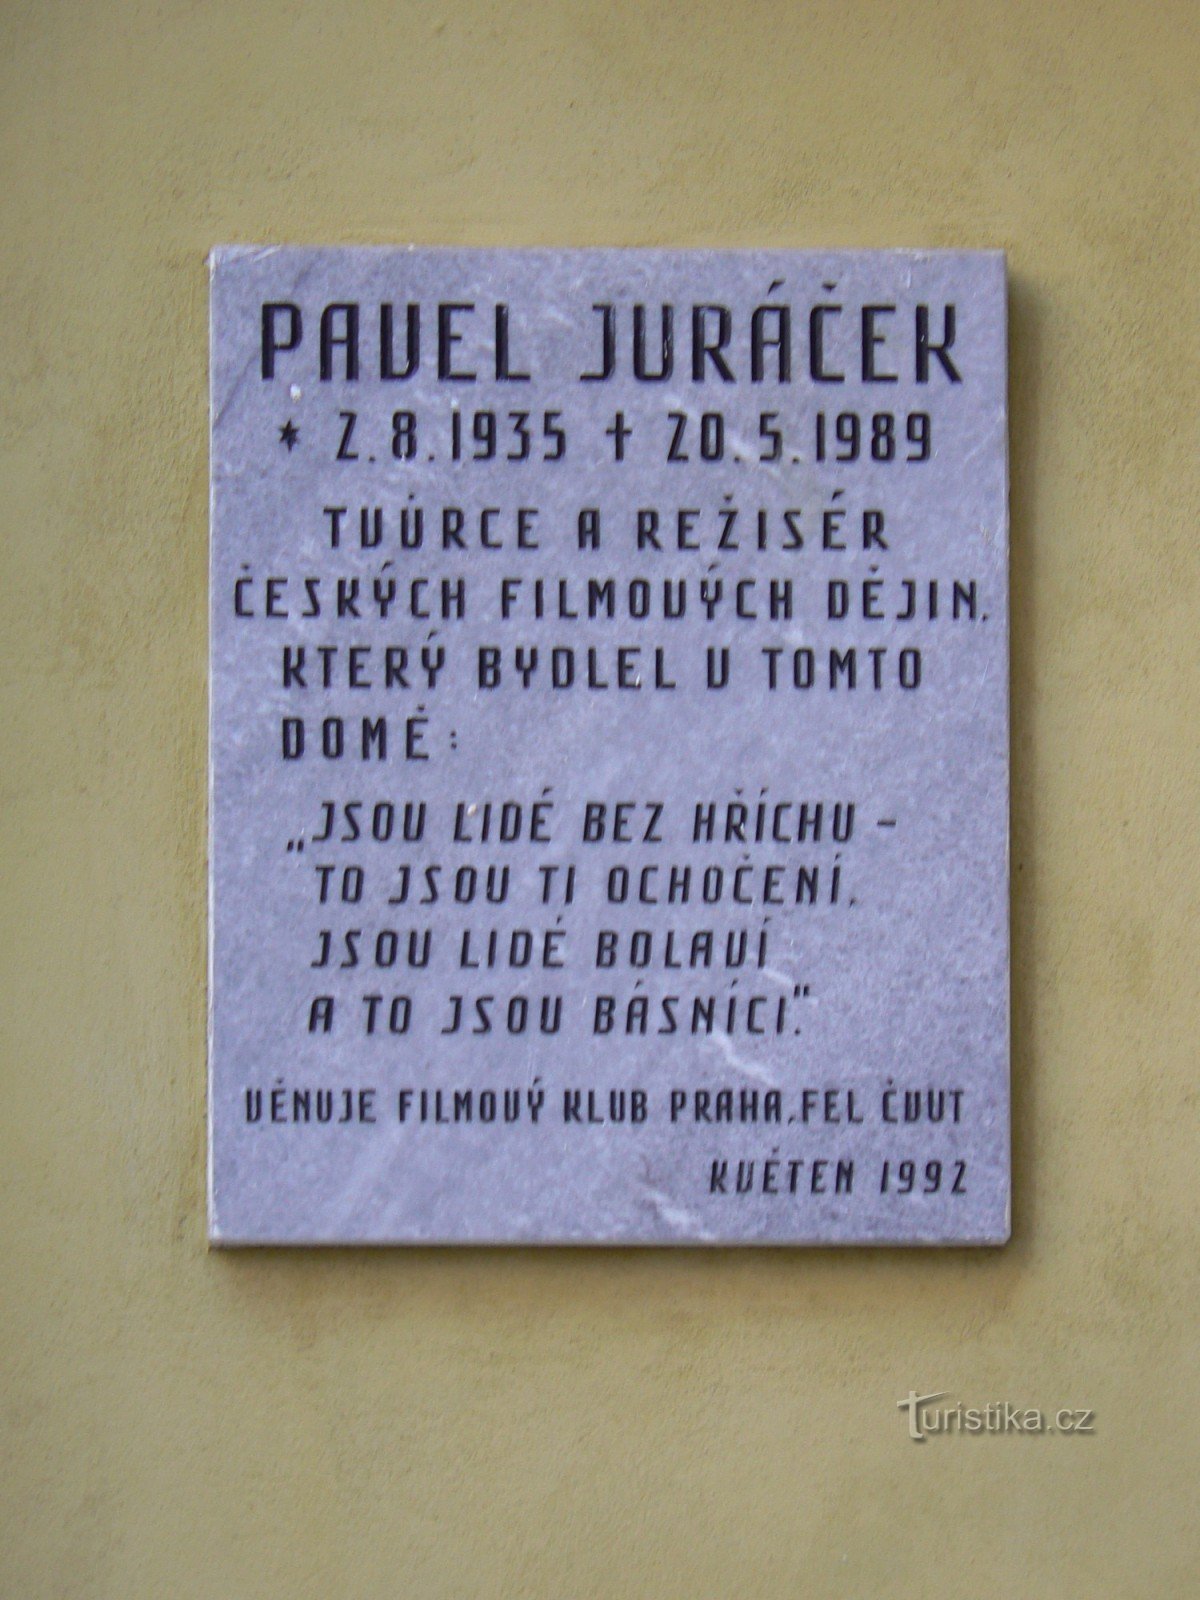 PAVEL JURÁČEK
* 2.8.1935 † 20.5.1989
TVŮRCE A REŽISÉR
ČESKÝCH FILMOVÝCH DĚJIN,
KTERÝ BYDLEL V TOMTO
DOMĚ:
„JSOU LIDÉ BEZ HŘÍCHU –
TO JSOU TI OCHOČENÍ,
JSOU LIDÉ BOLAVÍ
A TO JSOU BÁSNÍCI."
VĚNUJE FILMOVÝ KLUB PRAHA, FEL ČVUT
KVĚTEN 1992
Turistika.cz